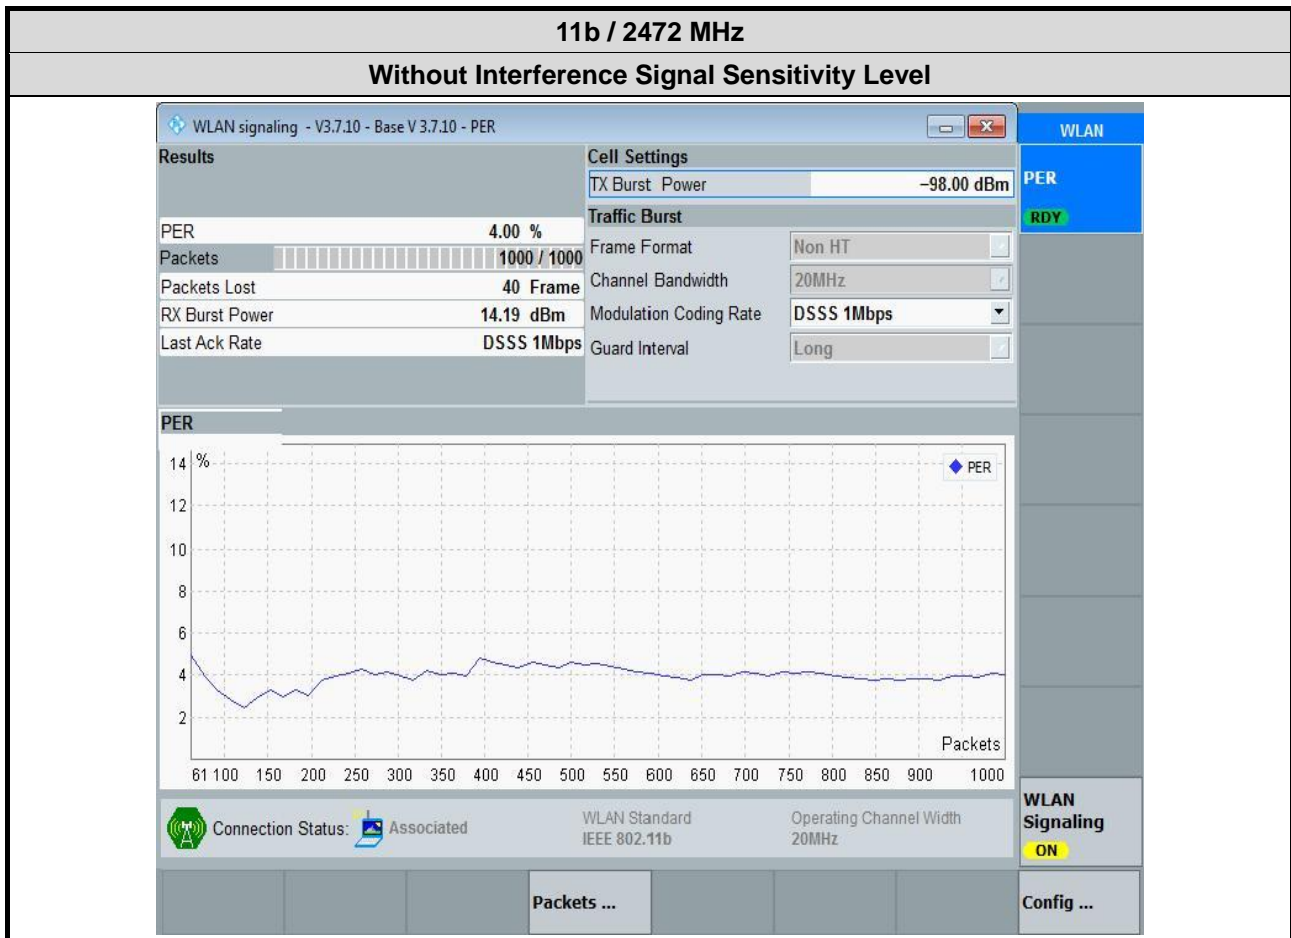 11b / 2472 MHz
Without Interference Signal Sensitivity Level
WLAN signaling - V3.7.10 - Base V 3.7.10 - PER
WLAN
Results
Cell Settings
TX Burst Power -98.00 dBm
PER
RDY
Traffic Burst
PER 4.00 %
Frame Format Non HT
Packets 1000 / 1000
Channel Bandwidth 20MHz
Packets Lost 40 Frame
Modulation Coding Rate DSSS 1Mbps
RX Burst Power 14.19 dBm
Last Ack Rate DSSS 1Mbps
Guard Interval Long
PER
14 %
PER
12
10
8
6
4
2
Packets
61 100 150 200 250 300 350 400 450 500 550 600 650 700 750 800 850 900 1000
Connection Status: Associated
WLAN Standard
IEEE 802.11b
Operating Channel Width
20MHz
WLAN
Signaling
ON
Packets ...
Config ...